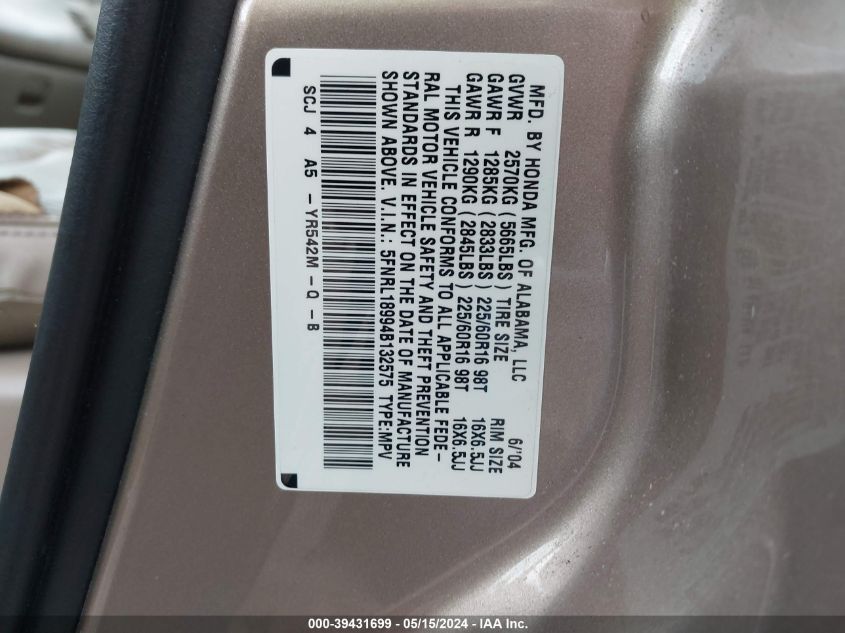 MFD. BY HONDA MFG. OF ALABAMA, LLC 6/'04
GVWR 2570KG (5665LBS) TIRE SIZE RIM SIZE
GAWR F 1285KG (2833LBS) 225/60R16 98T 16X6.5JJ
GAWR R 1290KG (2845LBS) 225/60R16 98T 16X6.5JJ
THIS VEHICLE CONFORMS TO ALL APPLICABLE FEDE-
RAL MOTOR VEHICLE SAFETY AND THEFT PREVENTION
STANDARDS IN EFFECT ON THE DATE OF MANUFACTURE
SHOWN ABOVE. V.I.N.: 5FNRL18994B132575 TYPE:MPV
SCJ 4 A5 -YR542M-Q-B
000-39431699 - 05/15/2024 - IAA Inc.